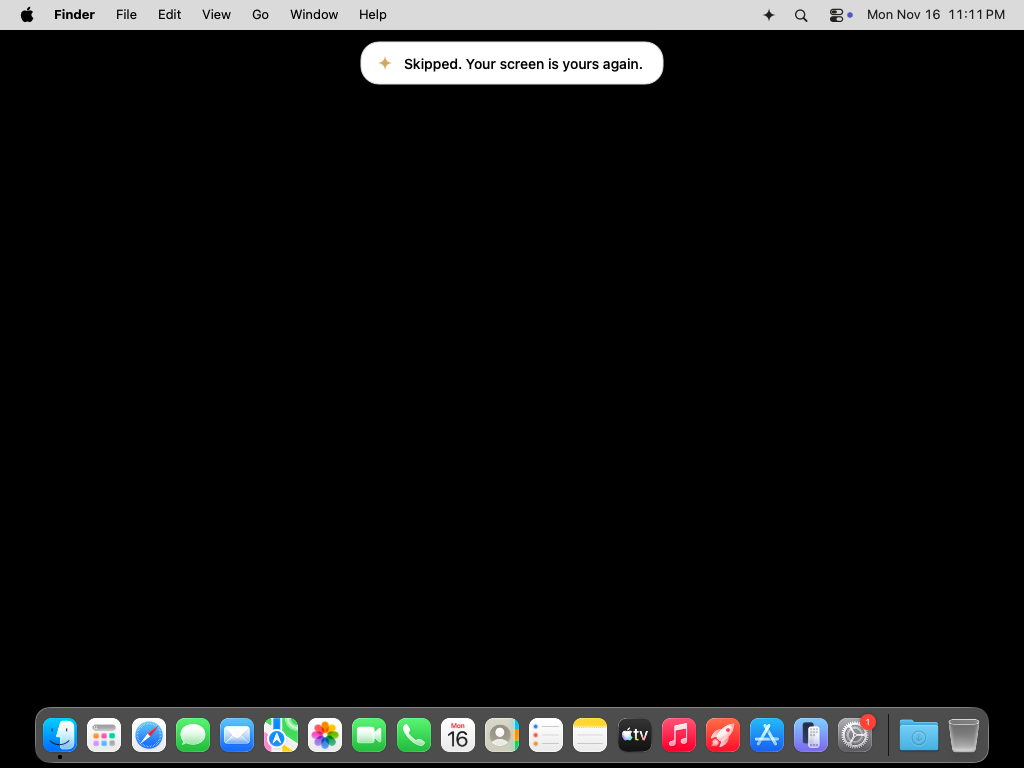 Finder File Edit View Go Window Help Mon Nov 16 11:11 PM
Skipped. Your screen is yours again.
Mon
16
tv
1